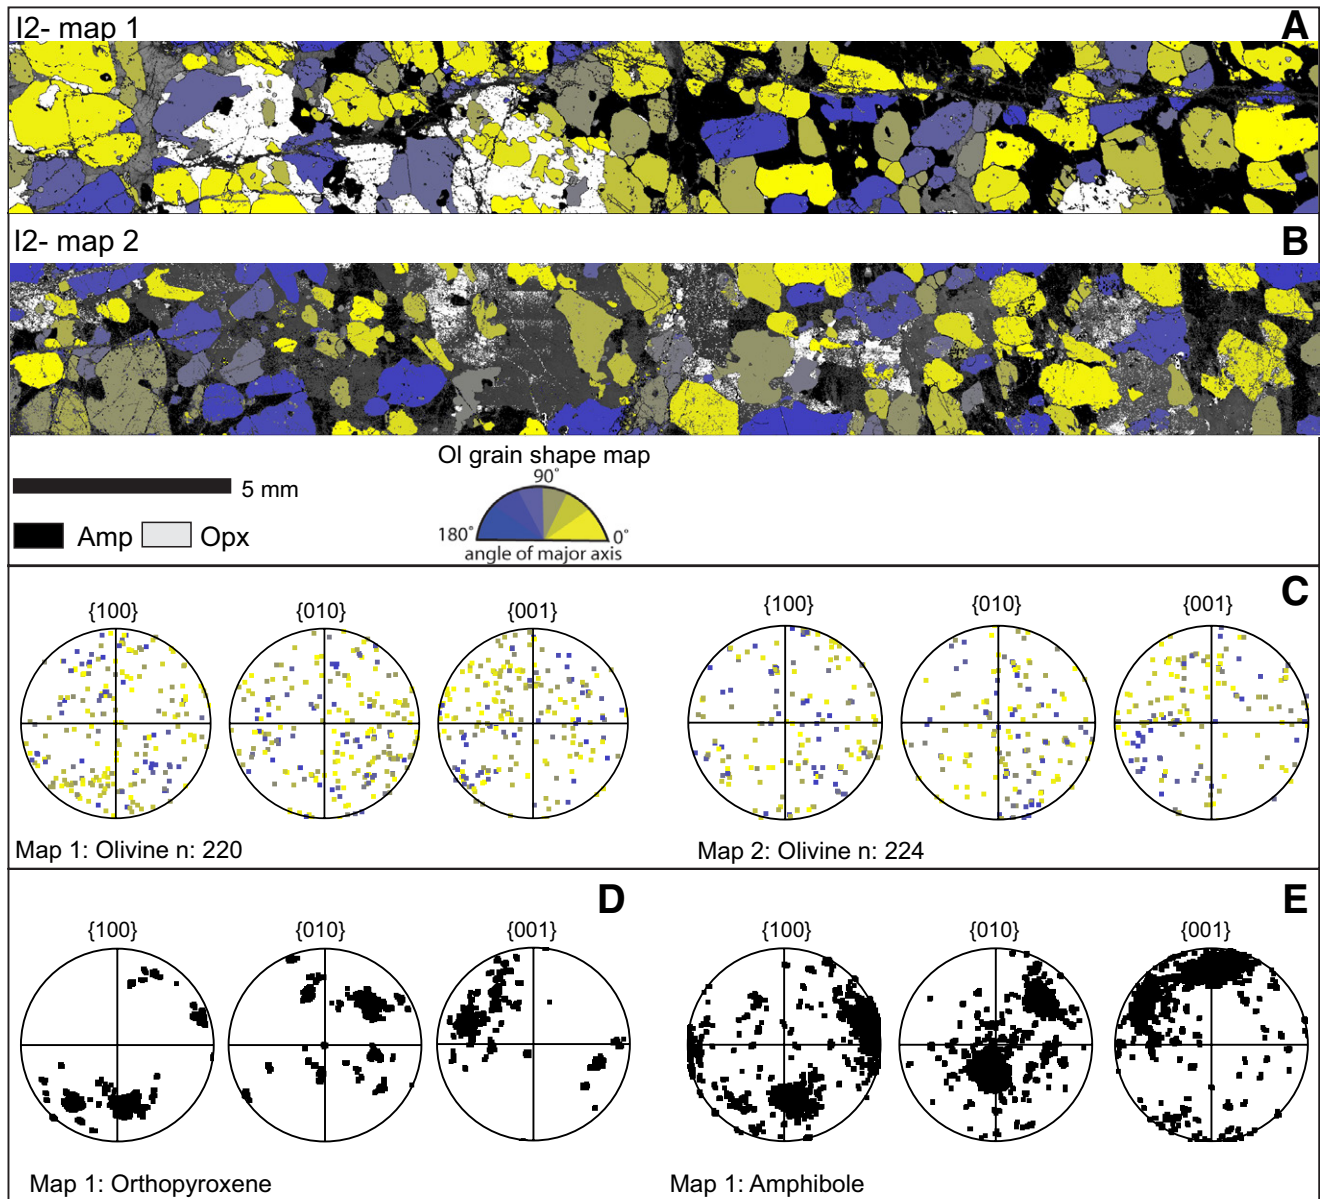 I2- map 1
A
I2- map 2
B
5 mm
Amp
Opx
Ol grain shape map
90°
180°
0°
angle of major axis
C
{100}
{010}
{001}
{100}
{010}
{001}
Map 1: Olivine n: 220
Map 2: Olivine n: 224
D
E
{100}
{010}
{001}
{100}
{010}
{001}
Map 1: Orthopyroxene
Map 1: Amphibole